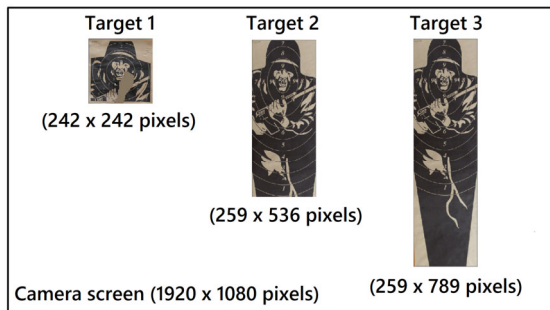 Target 1
Target 2
Target 3
(242 x 242 pixels)
(259 x 536 pixels)
(259 x 789 pixels)
Camera screen (1920 x 1080 pixels)